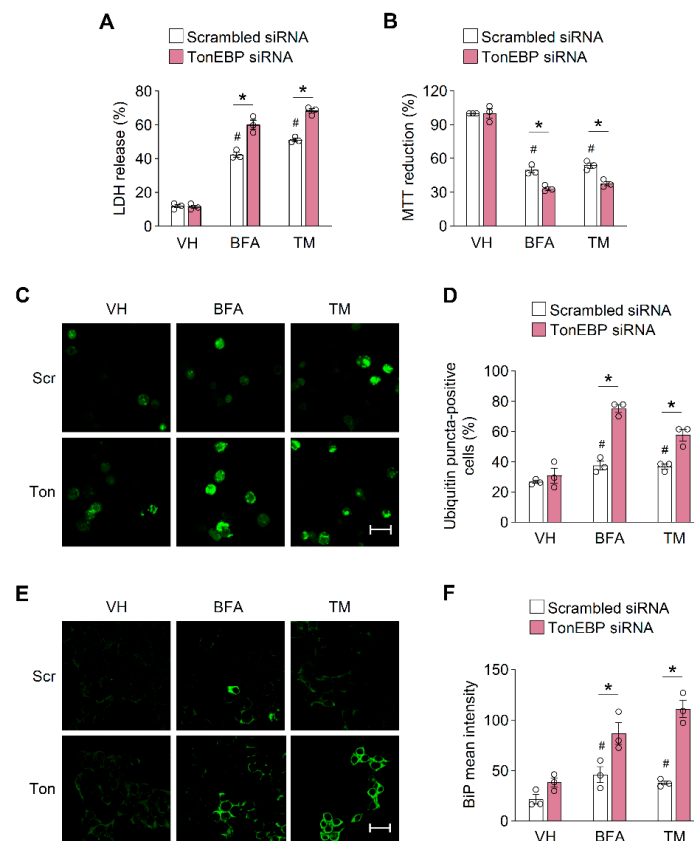 A
Scrambled siRNA
TonEBP siRNA
LDH release (%)
80
60
40
20
0
*
*
#
#
VH
BFA
TM
B
Scrambled siRNA
TonEBP siRNA
MTT reduction (%)
120
90
60
30
0
*
*
#
#
VH
BFA
TM
C
VH
BFA
TM
Scr
Ton
D
Scrambled siRNA
TonEBP siRNA
Ubiquitin puncta-positive
cells (%)
100
80
60
40
20
0
*
*
#
#
VH
BFA
TM
E
VH
BFA
TM
Scr
Ton
F
Scrambled siRNA
TonEBP siRNA
BiP mean intensity
150
100
50
0
*
*
#
#
VH
BFA
TM